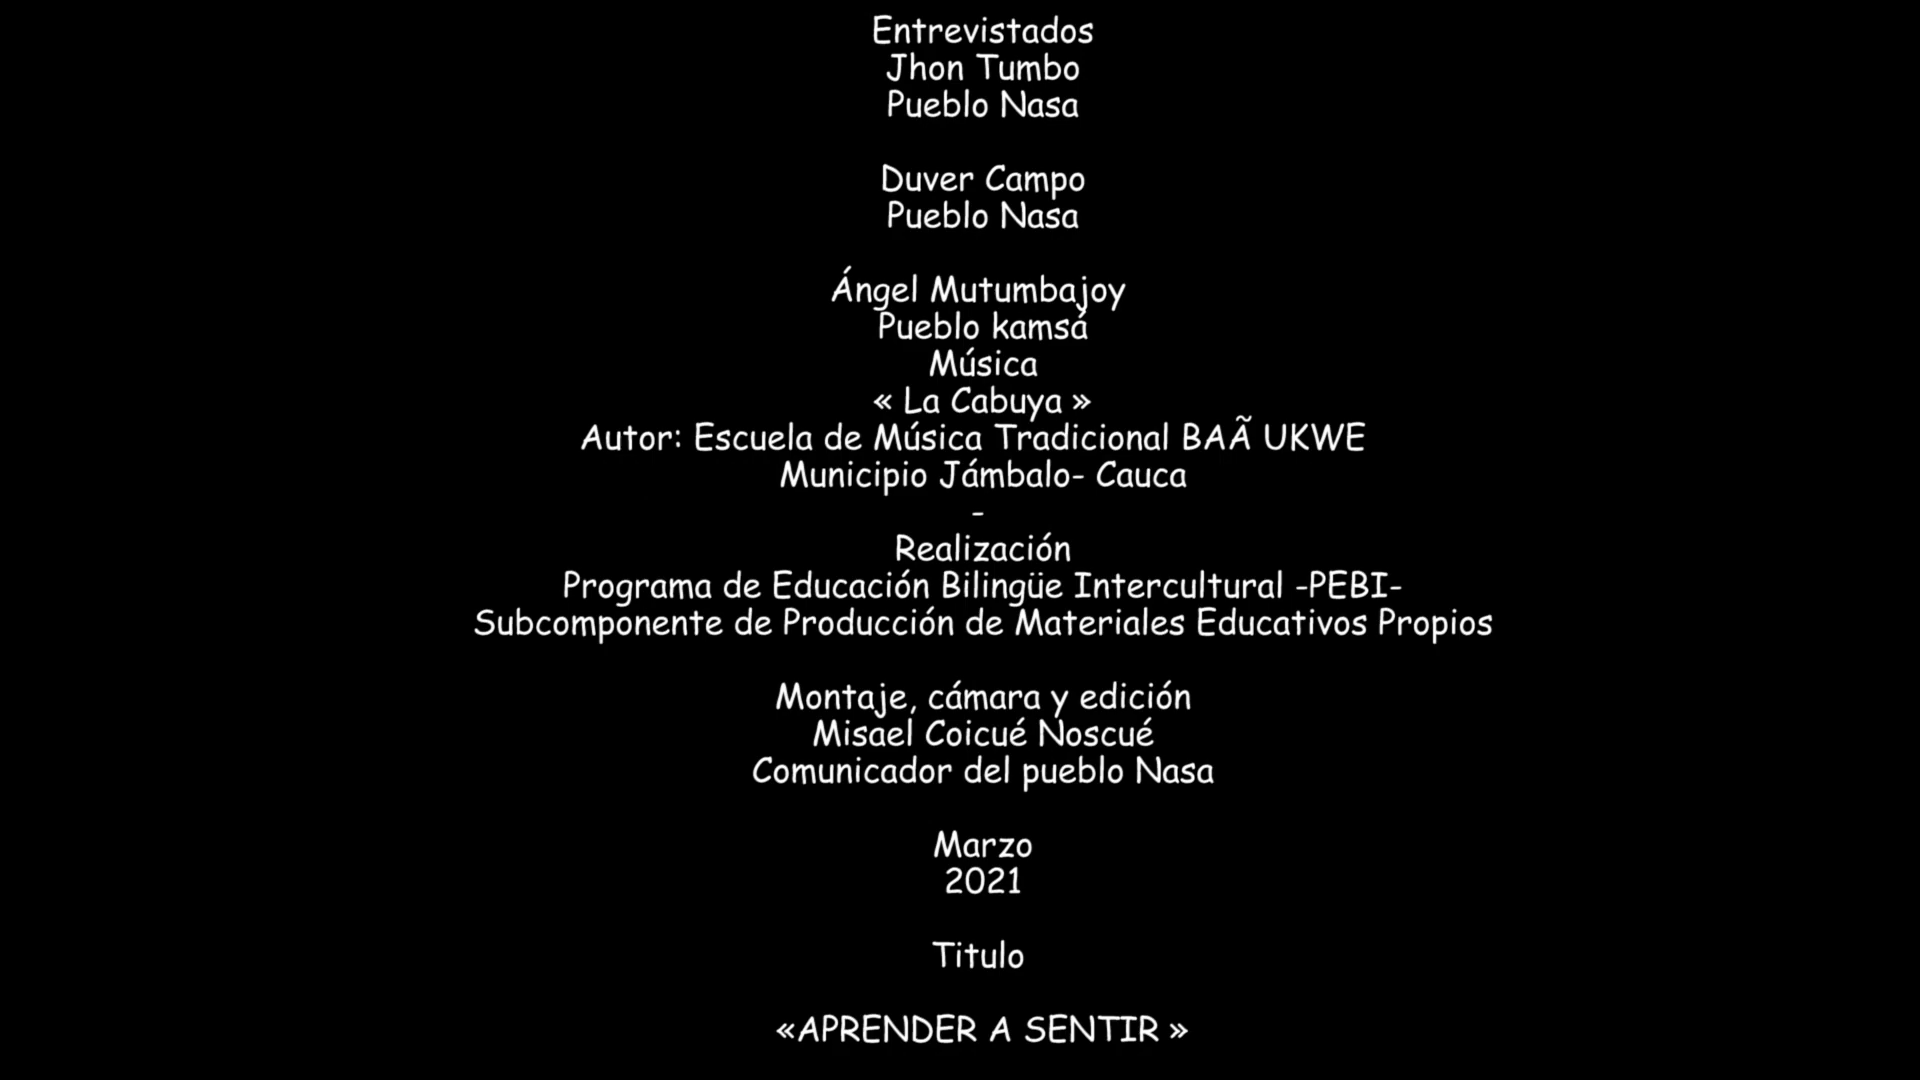 Entrevistados
Jhon Tumbo
Pueblo Nasa
Duver Campo
Pueblo Nasa
Ángel Mutumbajoy
Pueblo kamsá
Música
« La Cabuya »
Autor: Escuela de Música Tradicional BAÃ UKWE
Municipio Jámbalo- Cauca
-
Realización
Programa de Educación Bilingüe Intercultural -PEBI-
Subcomponente de Producción de Materiales Educativos Propios
Montaje, cámara y edición
Misael Coicué Noscué
Comunicador del pueblo Nasa
Marzo
2021
Titulo
«APRENDER A SENTIR »